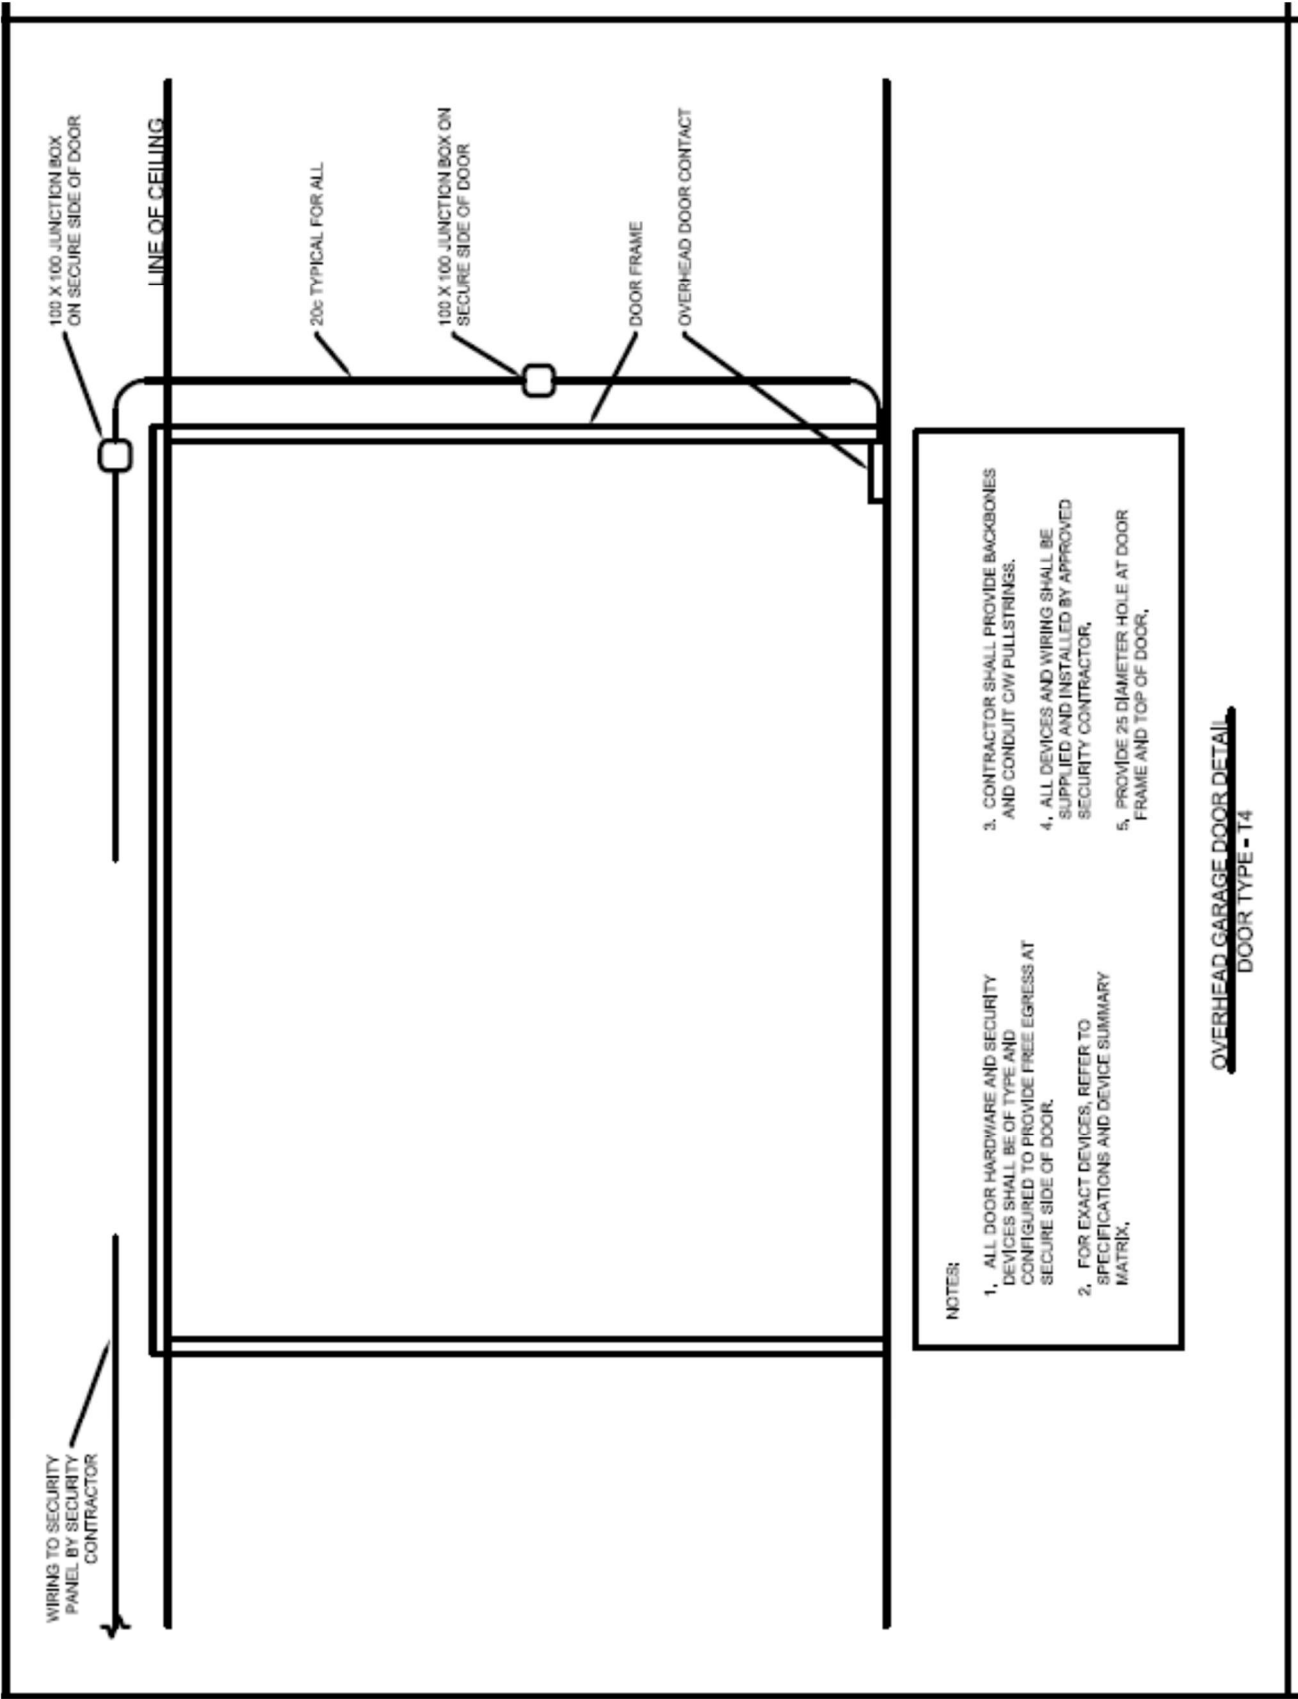 WIRING TO SECURITY
PANEL BY SECURITY
CONTRACTOR
100 X 100 JUNCTION BOX
ON SECURE SIDE OF DOOR
LINE OF CEILING
20c TYPICAL FOR ALL
100 X 100 JUNCTION BOX ON
SECURE SIDE OF DOOR
DOOR FRAME
OVERHEAD DOOR CONTACT
NOTES:
1. ALL DOOR HARDWARE AND SECURITY
DEVICES SHALL BE OF TYPE AND
CONFIGURED TO PROVIDE FREE EGRESS AT
SECURE SIDE OF DOOR.
2. FOR EXACT DEVICES, REFER TO
SPECIFICATIONS AND DEVICE SUMMARY
MATRIX.
3. CONTRACTOR SHALL PROVIDE BACKBONES
AND CONDUIT C/W PULLSTRINGS.
4. ALL DEVICES AND WIRING SHALL BE
SUPPLIED AND INSTALLED BY APPROVED
SECURITY CONTRACTOR.
5. PROVIDE 25 DIAMETER HOLE AT DOOR
FRAME AND TOP OF DOOR.
OVERHEAD GARAGE DOOR DETAIL
DOOR TYPE - T4